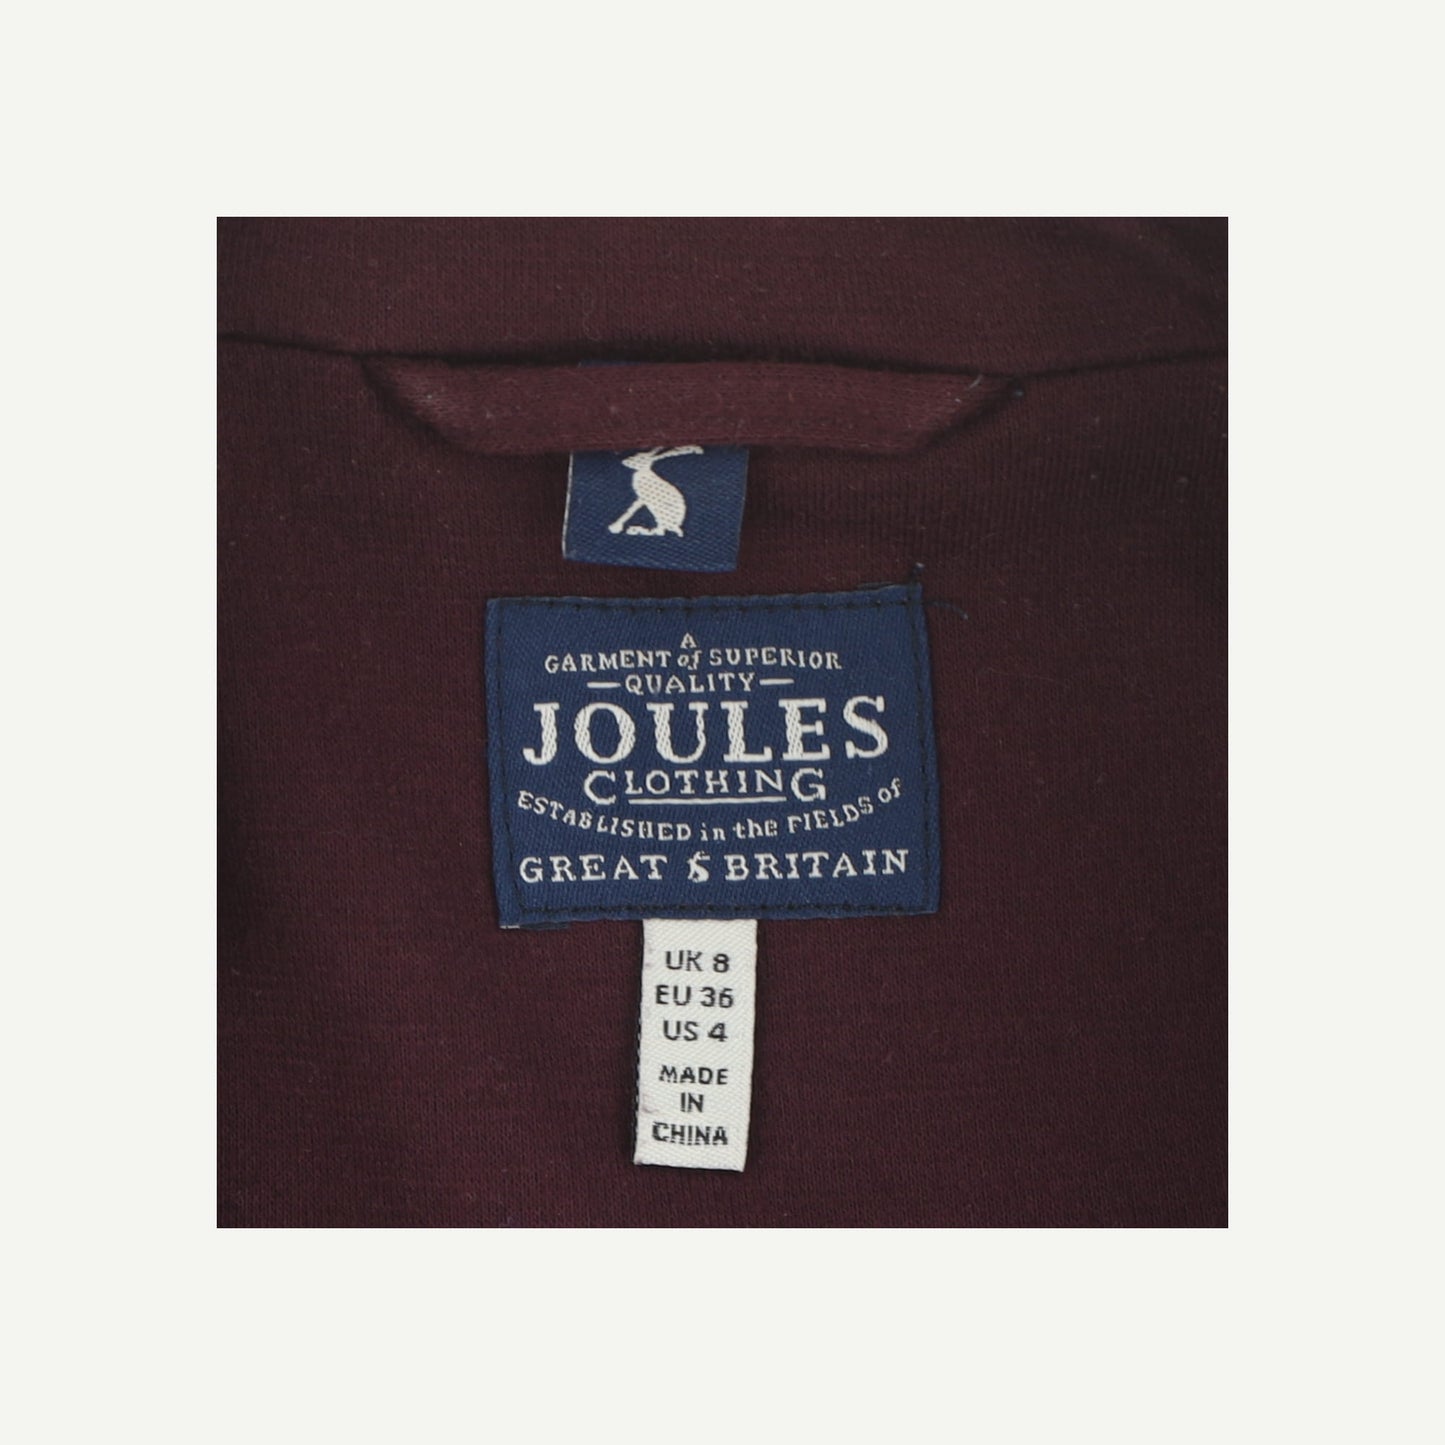 A
GARMENT of SUPERIOR
QUALITY
JOULES
CLOTHING
ESTABLISHED in the FIELDS of
GREAT BRITAIN
UK 8
EU 36
US 4
MADE
IN
CHINA